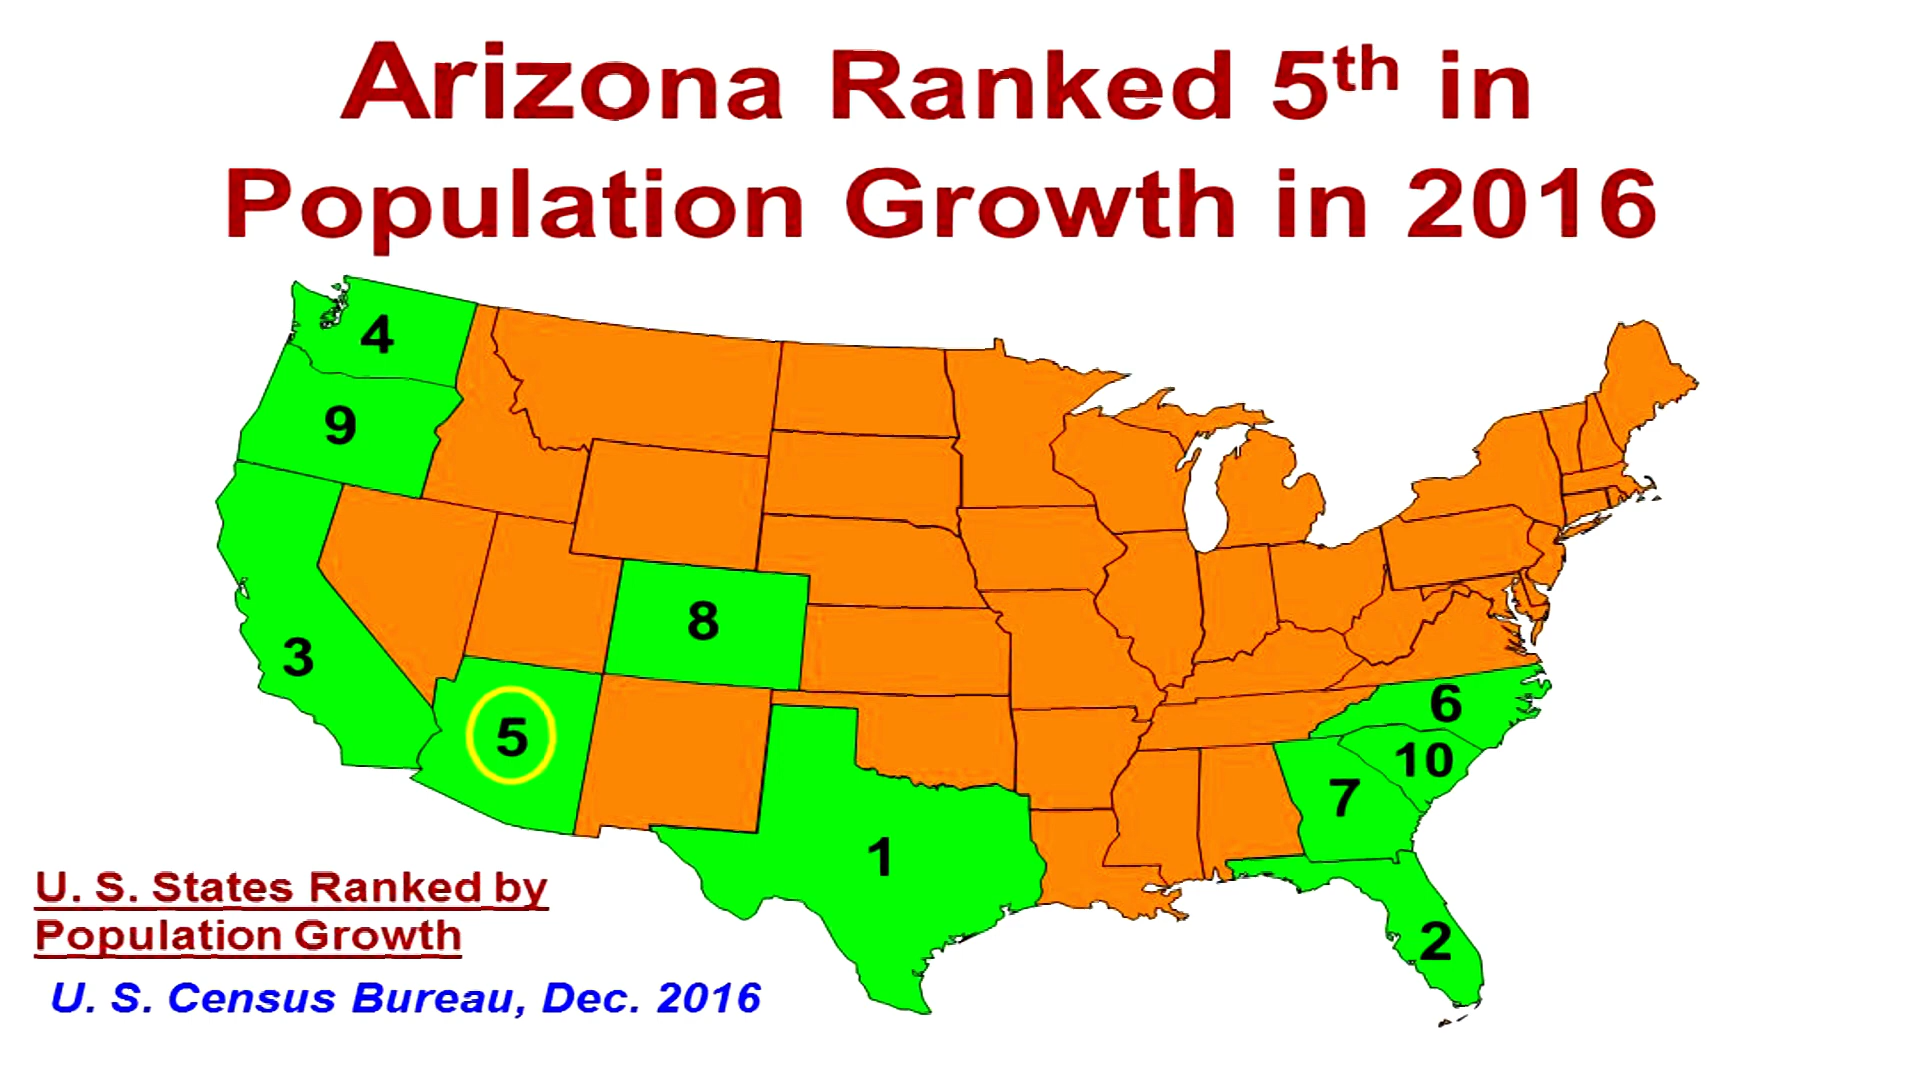 Arizona Ranked 5th in
Population Growth in 2016
4
9
8
3
5
6
10
7
1
2
U. S. States Ranked by
Population Growth
U. S. Census Bureau, Dec. 2016